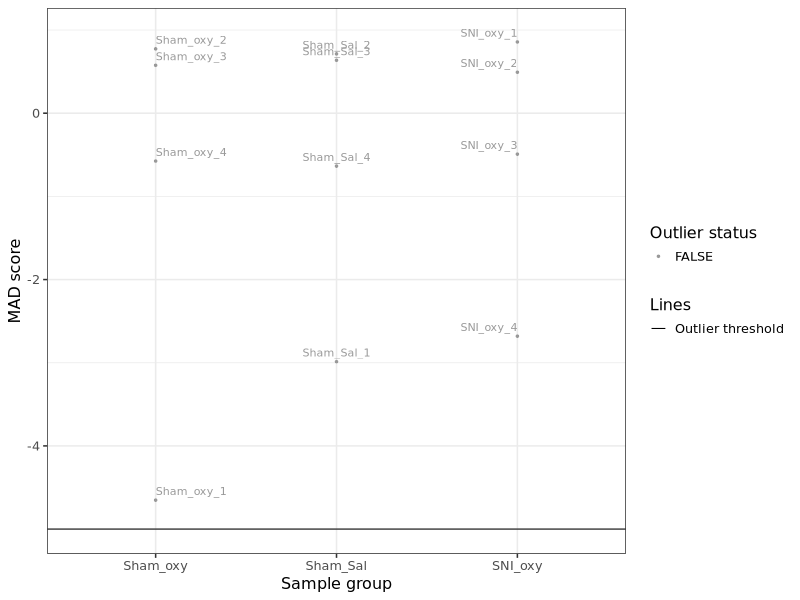 Sham_oxy_2
Sham_oxy_3
Sham_Sal_2
Sham_Sal_3
SNI_oxy_1
SNI_oxy_2
0
Sham_oxy_4
Sham_Sal_4
SNI_oxy_3
MAD score
-2
SNI_oxy_4
Sham_Sal_1
-4
Sham_oxy_1
Sham_oxy
Sham_Sal
SNI_oxy
Sample group
Outlier status
FALSE
Lines
Outlier threshold